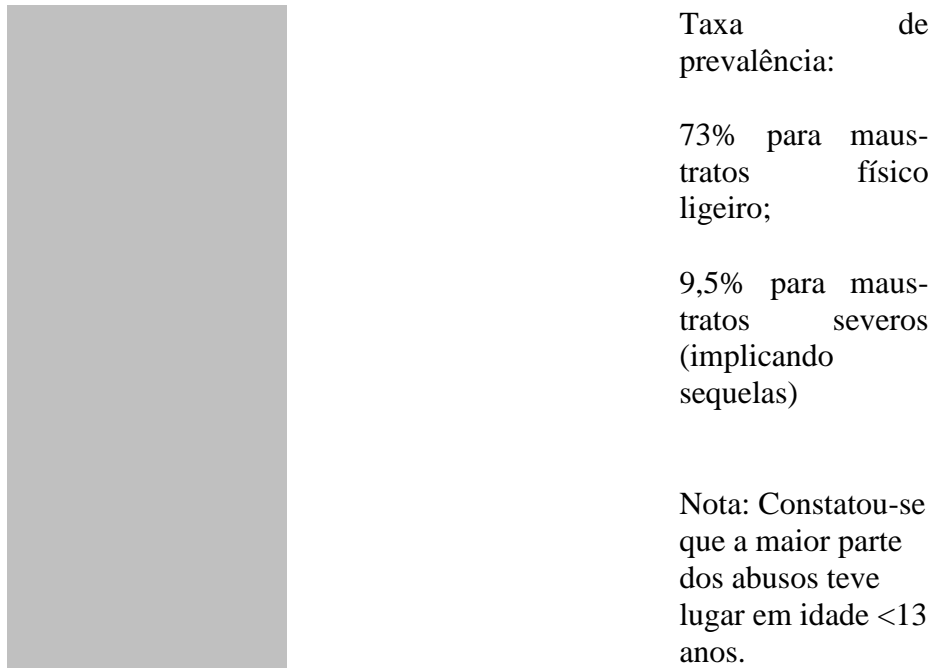 Taxa de
prevalência:
73% para maus-
tratos físico
ligeiro;
9,5% para maus-
tratos severos
(implicando
sequelas)
Nota: Constatou-se
que a maior parte
dos abusos teve
lugar em idade <13
anos.